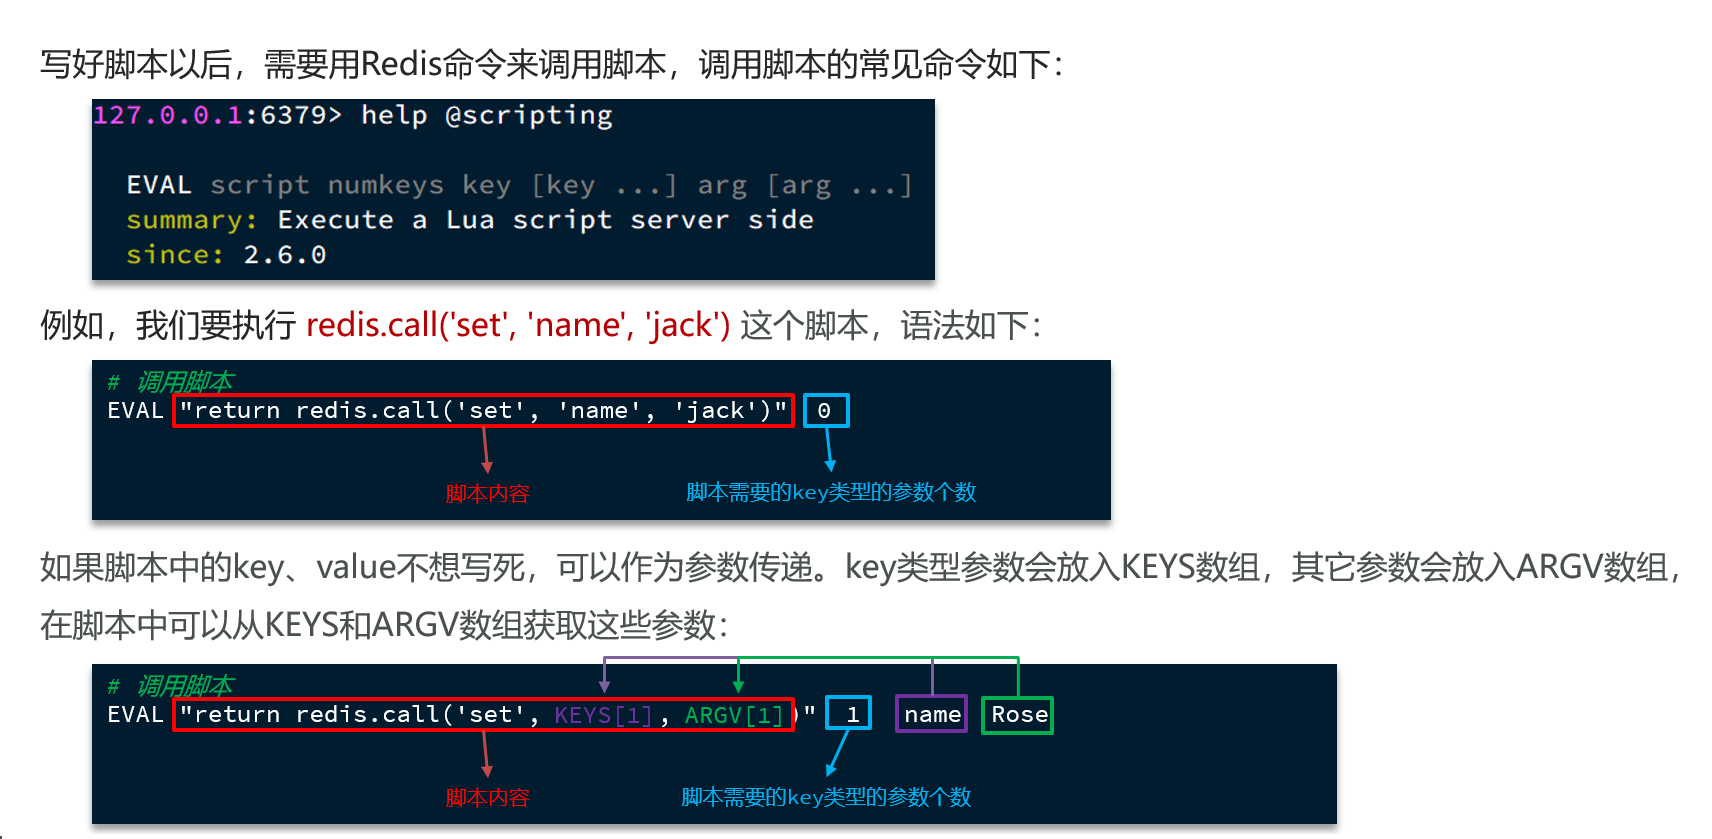 写好脚本以后，需要用Redis命令来调用脚本，调用脚本的常见命令如下：
127.0.0.1:6379> help @scripting
EVAL script numkeys key [key ...] arg [arg ...]
summary: Execute a Lua script server side
since: 2.6.0
例如，我们要执行 redis.call('set', 'name', 'jack') 这个脚本，语法如下：
# 调用脚本
EVAL "return redis.call('set', 'name', 'jack')" 0
脚本内容 脚本需要的key类型的参数个数
如果脚本中的key、value不想写死，可以作为参数传递。key类型参数会放入KEYS数组，其它参数会放入ARGV数组，
在脚本中可以从KEYS和ARGV数组获取这些参数：
# 调用脚本
EVAL "return redis.call('set', KEYS[1], ARGV[1])" 1 name Rose
脚本内容 脚本需要的key类型的参数个数